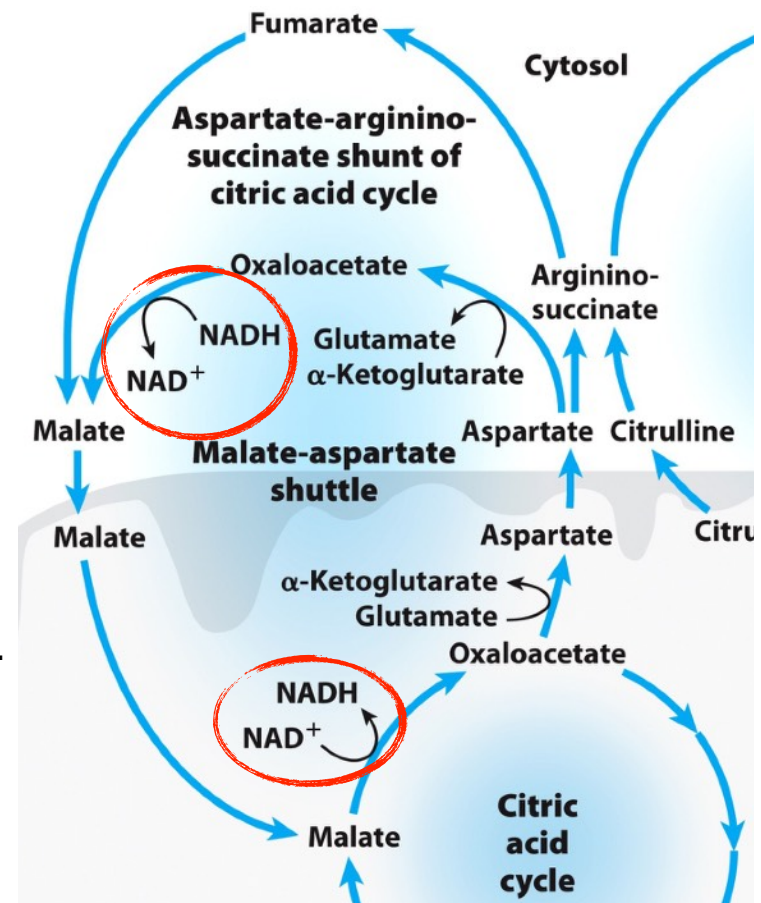 Fumarate
Cytosol
Aspartate-arginino-
succinate shunt of
citric acid cycle
Oxaloacetate
Arginino-
succinate
NADH
NAD+
Glutamate
α-Ketoglutarate
Malate
Malate-aspartate
shuttle
Aspartate
Citrulline
Malate
Aspartate
Citru
α-Ketoglutarate
Glutamate
Oxaloacetate
NADH
NAD+
Malate
Citric
acid
cycle